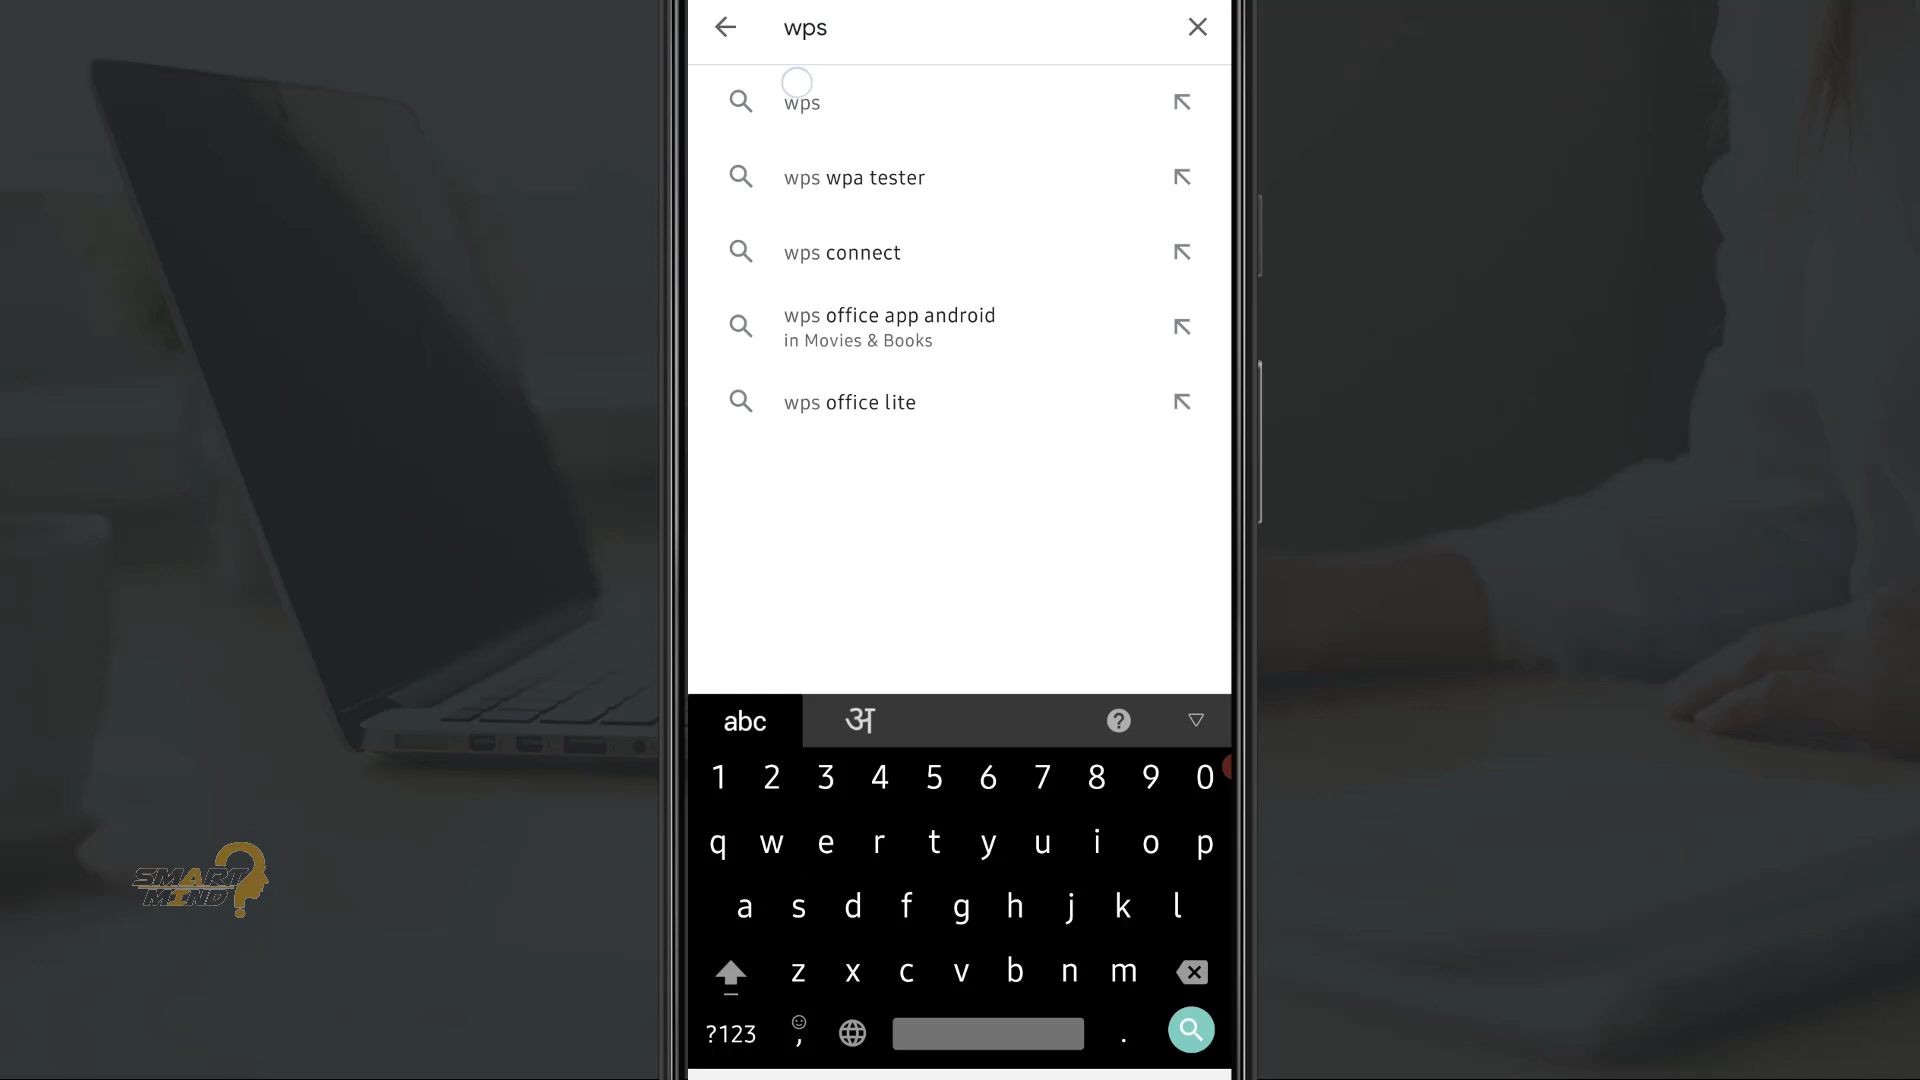 wps
wps
wps wpa tester
wps connect
wps office app android
in Movies & Books
wps office lite
abc अ ?
1 2 3 4 5 6 7 8 9 0
q w e r t y u i o p
a s d f g h j k l
z x c v b n m
?123 , .
SMART
MIND